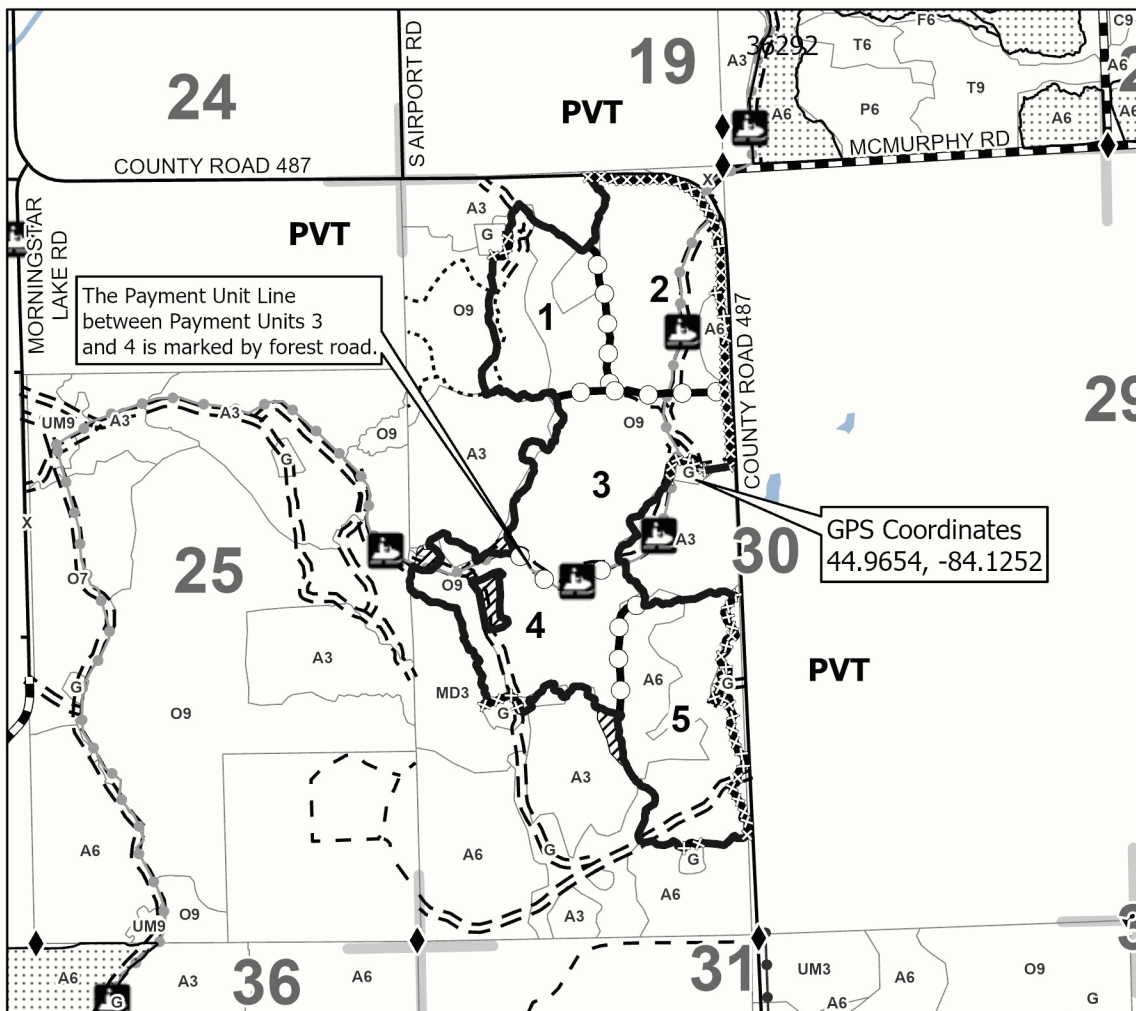 F6
C9
36292
19
T6
A3
24
S AIRPORT RD
A6
T9
P6
PVT
A6
A6
A6
MCMURPHY RD
COUNTY ROAD 487
X
A3
G
PVT
MORNINGSTAR
LAKE RD
2
The Payment Unit Line
between Payment Units 3
and 4 is marked by forest road.
O9
1
A6
COUNTY ROAD 487
29
UM9
A3
A3
O9
O9
A3
G
G
3
X
GPS Coordinates
44.9654, -84.1252
A3
30
25
O7
O9
4
A3
PVT
A6
G
G
MD3
G
O9
5
A3
A6
A6
G
G
A6
A3
O9
UM9
31
36
A6
A3
A6
UM3
A6
O9
A6
G
G